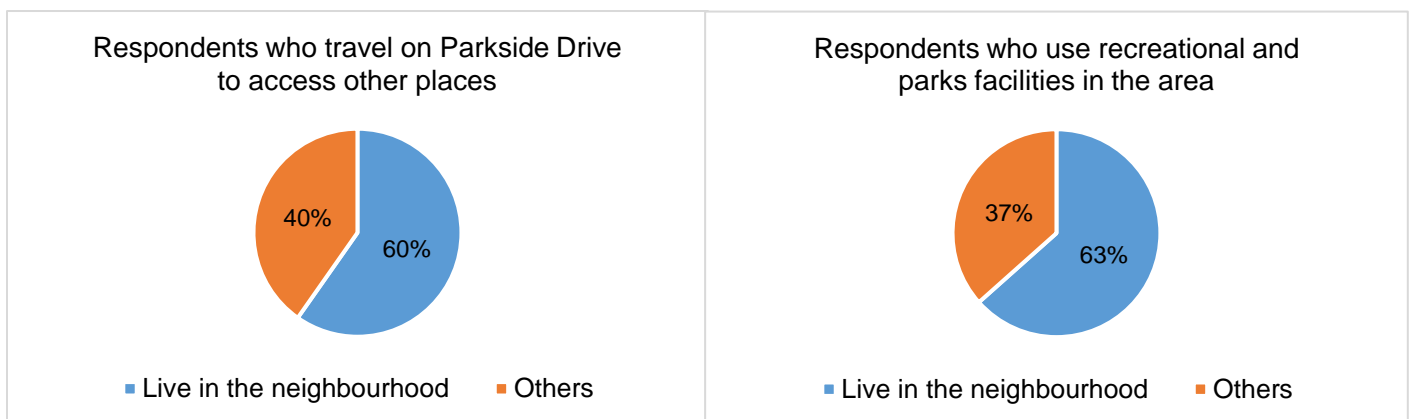 Respondents who travel on Parkside Drive
to access other places
40%
60%
Live in the neighbourhood
Others
Respondents who use recreational and
parks facilities in the area
37%
63%
Live in the neighbourhood
Others